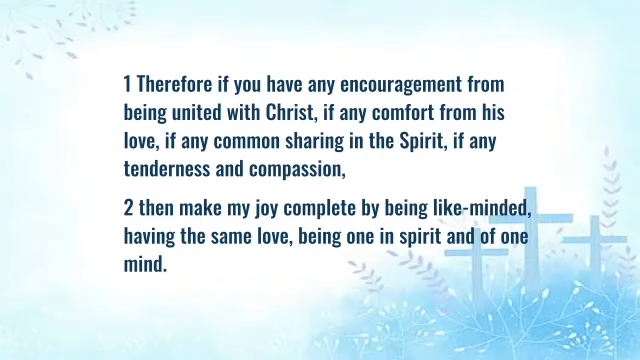 1 Therefore if you have any encouragement from
being united with Christ, if any comfort from his
love, if any common sharing in the Spirit, if any
tenderness and compassion,
2 then make my joy complete by being like-minded,
having the same love, being one in spirit and of one
mind.